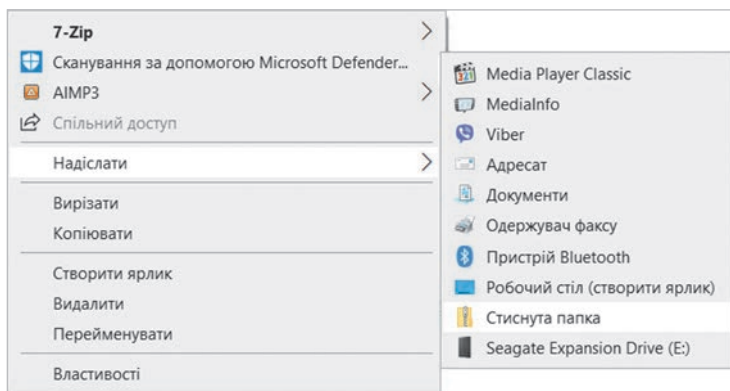 7-Zip
Сканування за допомогою Microsoft Defender...
AIMP3
Спільний доступ
Надіслати
Вирізати
Копіювати
Створити ярлик
Видалити
Перейменувати
Властивості
Media Player Classic
MediaInfo
Viber
Адресат
Документи
Одержувач факсу
Пристрій Bluetooth
Робочий стіл (створити ярлик)
Стиснута папка
Seagate Expansion Drive (E:)